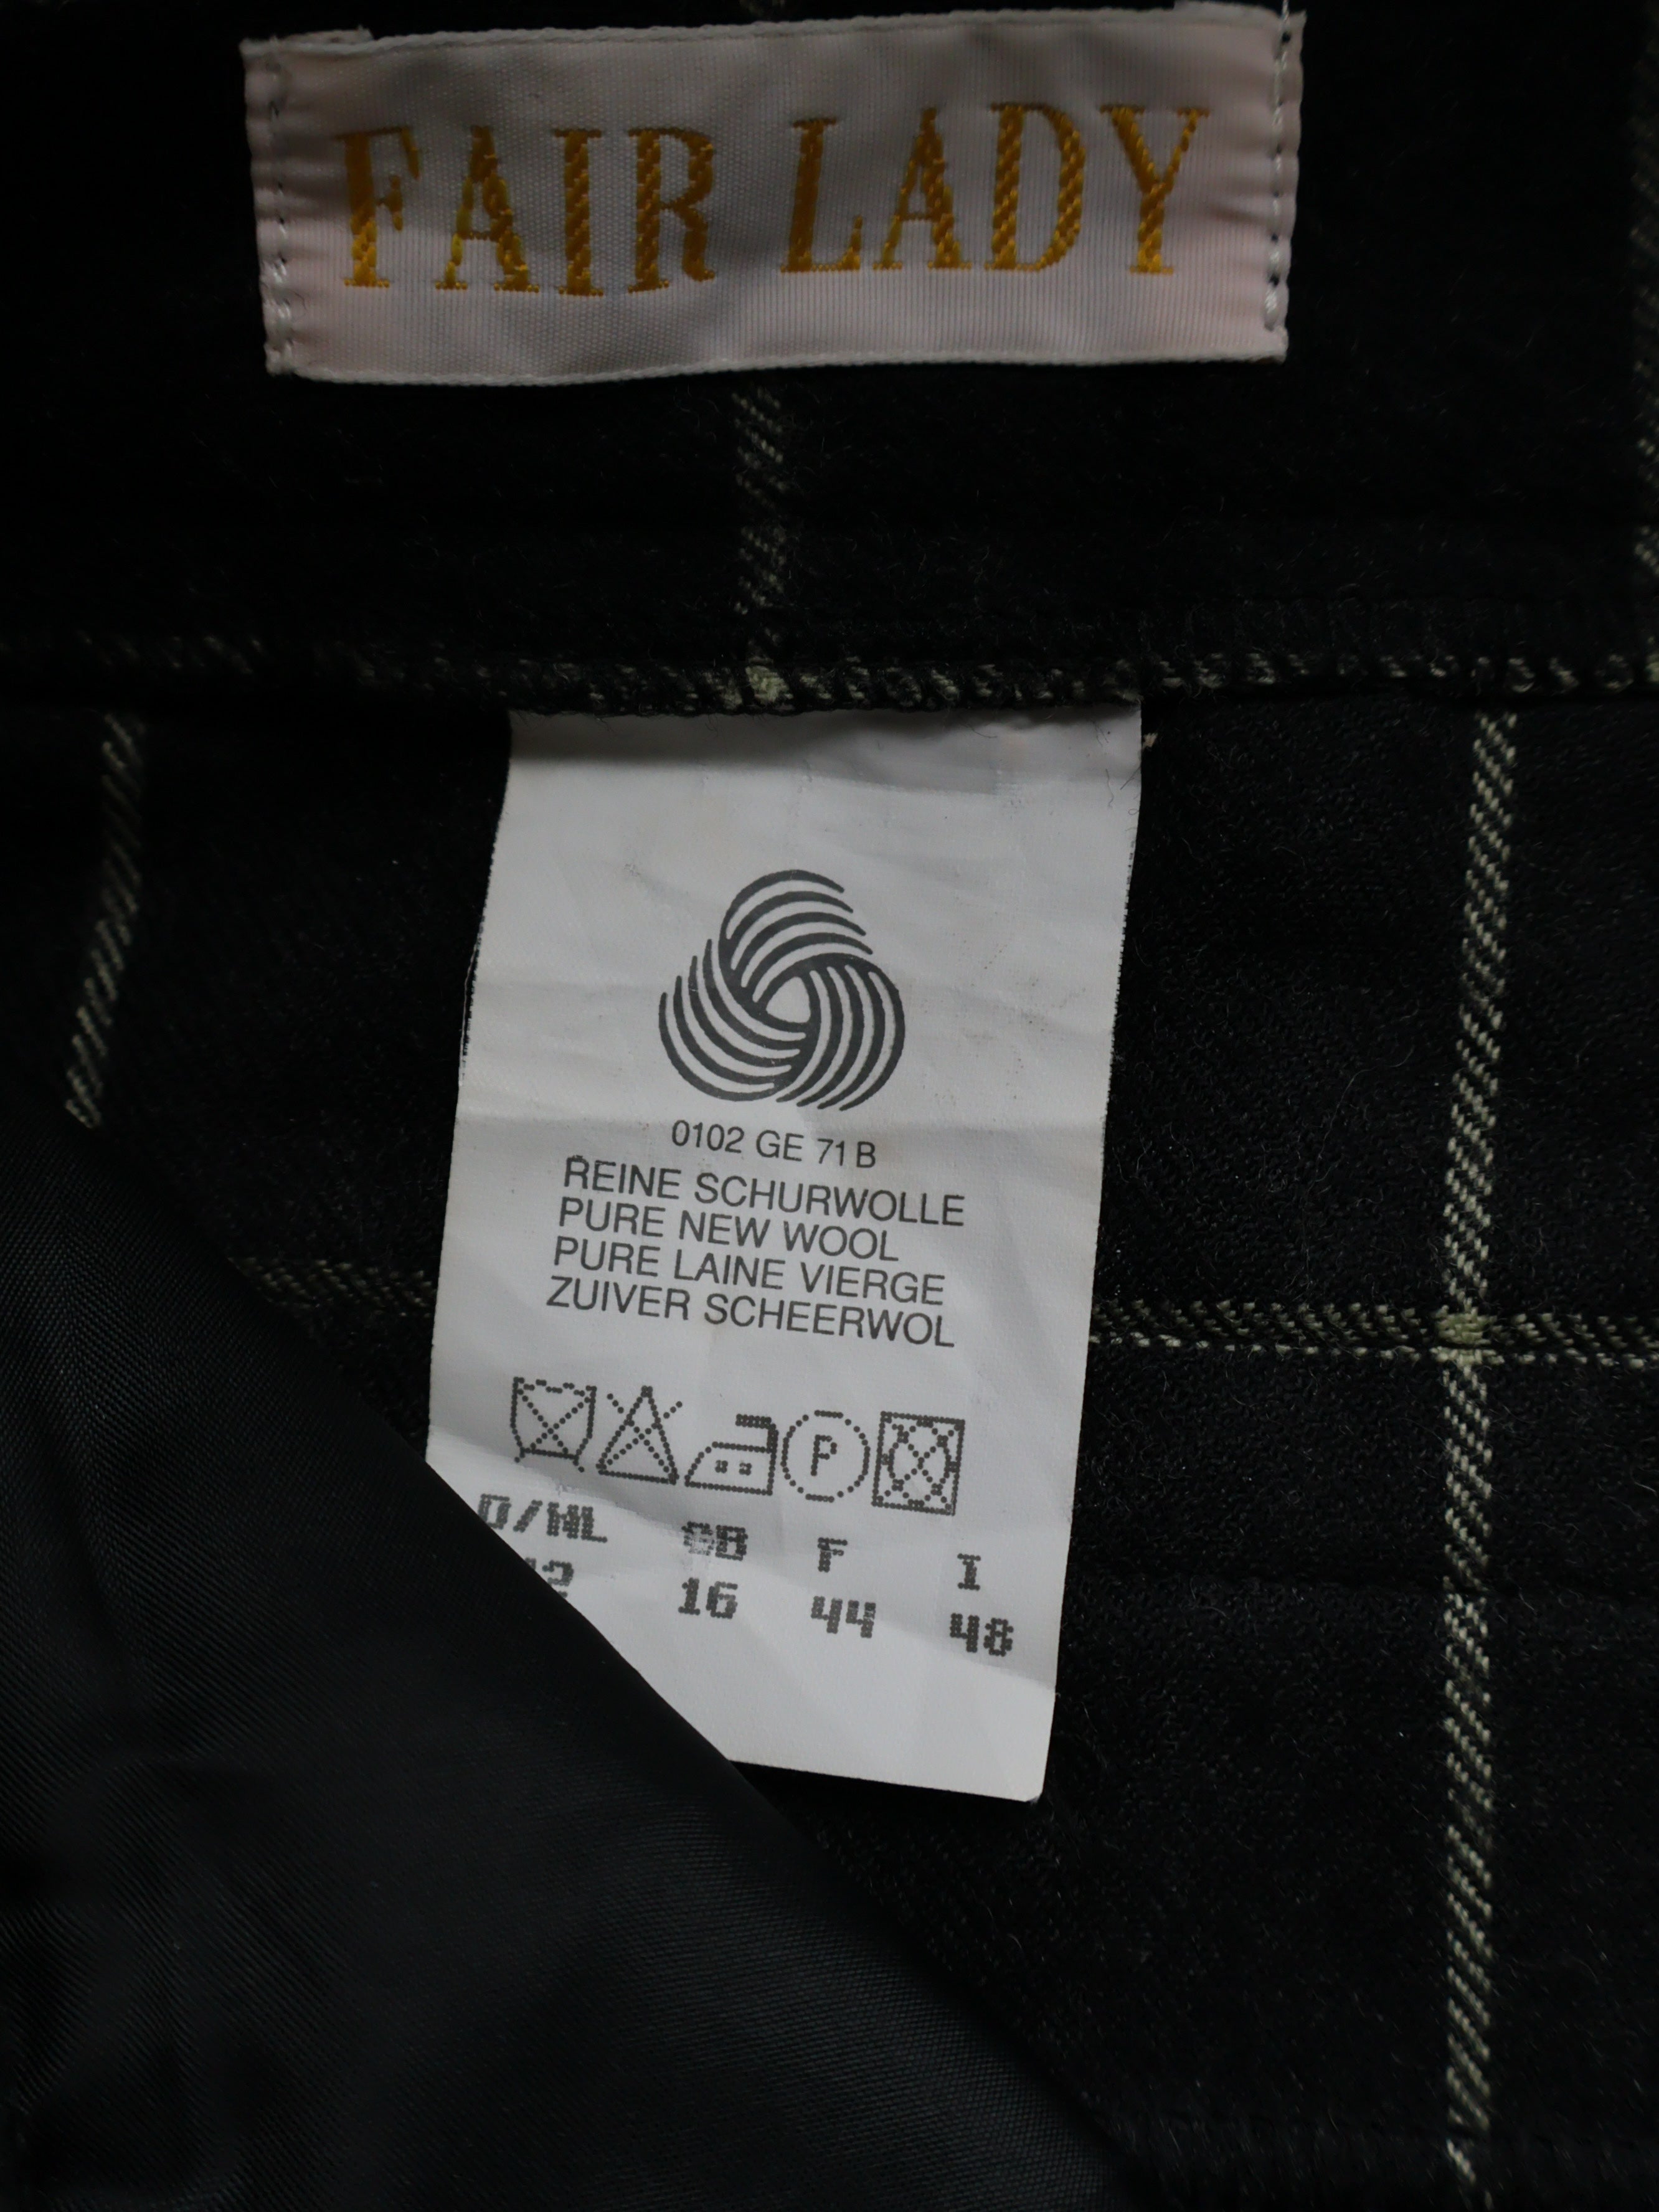 FAIR LADY
0102 GE 71 B
REINE SCHURWOLLE
PURE NEW WOOL
PURE LAINE VIERGE
ZUIVER SCHEERWOL
P
D/NL GB F I
16 44 48